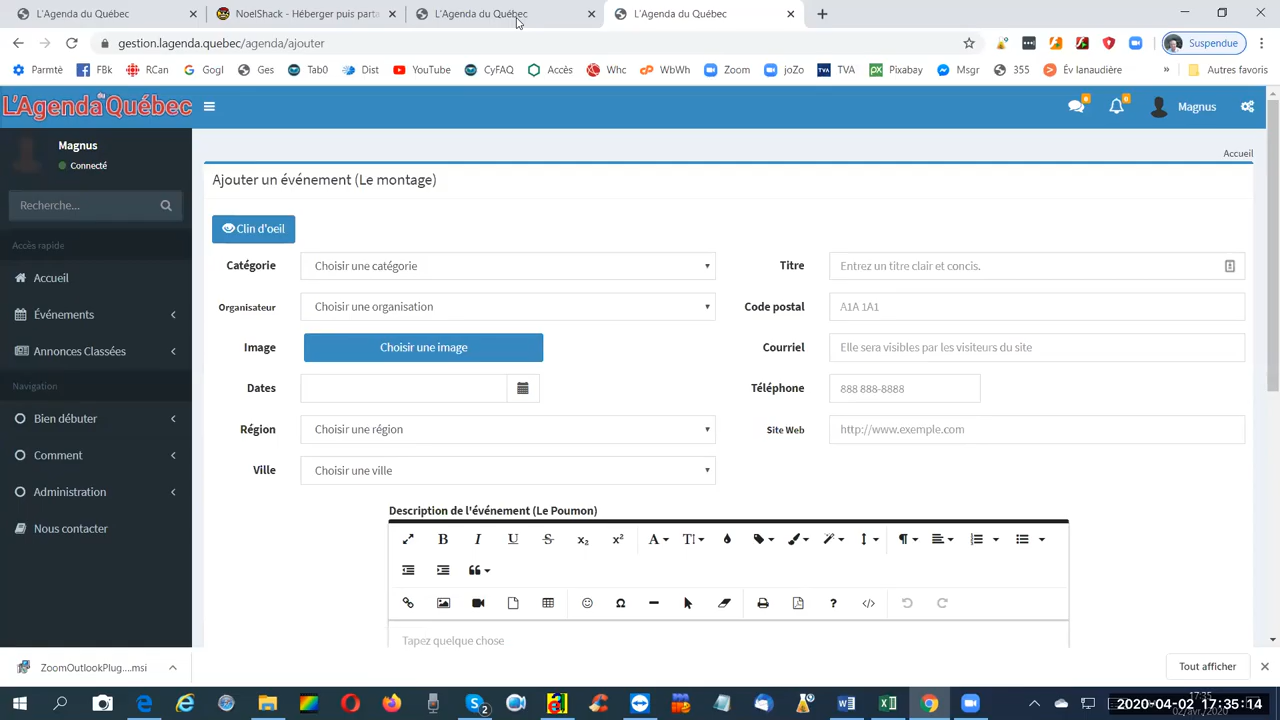 L'Agenda du Québec
NoelShack - Héberger puis parta
L'Agenda du Québec
L'Agenda du Québec
gestion.lagenda.quebec/agenda/ajouter
Suspendue
Parmté
FBk
RCan
Gogl
Ges
Tab0
Dist
YouTube
CyFAQ
Accès
Whc
WbWh
Zoom
joZo
TVA
Pixabay
Msgr
355
Év lanaudière
»
Autres favoris
L'Agenda du Québec
0
0
Magnus
Magnus
Connecté
Recherche...
Accès rapide
Accueil
Événements
Annonces Classées
Navigation
Bien débuter
Comment
Administration
Nous contacter
Accueil
Ajouter un événement (Le montage)
Clin d'oeil
Catégorie
Choisir une catégorie
Titre
Entrez un titre clair et concis.
Organisateur
Choisir une organisation
Code postal
A1A 1A1
Image
Choisir une image
Courriel
Elle sera visibles par les visiteurs du site
Dates
Téléphone
888 888-8888
Région
Choisir une région
Site Web
http://www.exemple.com
Ville
Choisir une ville
Description de l'événement (Le Poumon)
Tapez quelque chose
ZoomOutlookPlug....msi
Tout afficher
2020-04-02 17:35:14